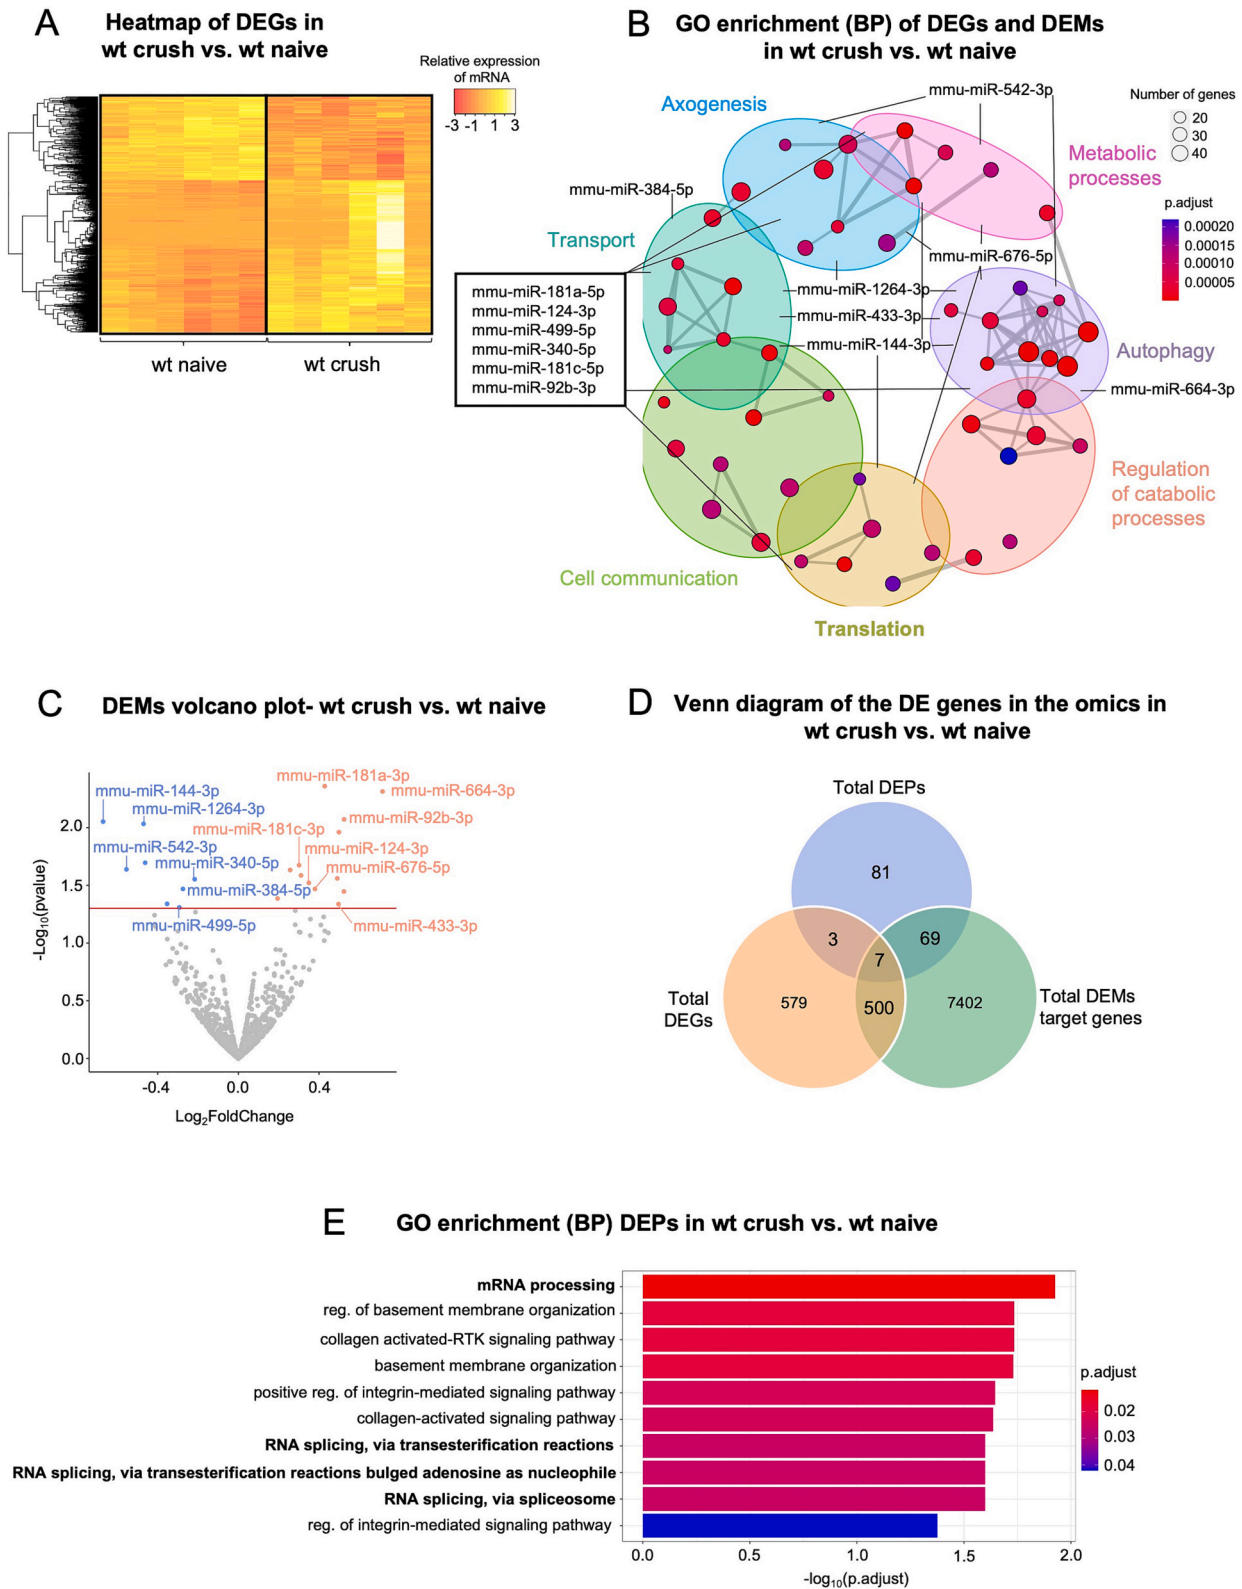 A
Heatmap of DEGs in
wt crush vs. wt naive
Relative expression
of mRNA
-3 -1 1 3
wt naive
wt crush
B
GO enrichment (BP) of DEGs and DEMs
in wt crush vs. wt naive
mmu-miR-542-3p
Number of genes
20
30
40
Axogenesis
Metabolic
processes
mmu-miR-384-5p
p.adjust
0.00020
0.00015
0.00010
0.00005
Transport
mmu-miR-676-5p
mmu-miR-181a-5p
mmu-miR-124-3p
mmu-miR-499-5p
mmu-miR-340-5p
mmu-miR-181c-5p
mmu-miR-92b-3p
mmu-miR-1264-3p
mmu-miR-433-3p
mmu-miR-144-3p
Autophagy
mmu-miR-664-3p
Regulation
of catabolic
processes
Cell communication
Translation
C
DEMs volcano plot- wt crush vs. wt naive
mmu-miR-181a-3p
mmu-miR-144-3p
mmu-miR-664-3p
mmu-miR-1264-3p
mmu-miR-92b-3p
mmu-miR-181c-3p
mmu-miR-542-3p
mmu-miR-124-3p
mmu-miR-340-5p
mmu-miR-676-5p
mmu-miR-384-5p
mmu-miR-499-5p
mmu-miR-433-3p
2.0
1.5
1.0
0.5
0.0
-Log10(pvalue)
-0.4 0.0 0.4
Log2FoldChange
D
Venn diagram of the DE genes in the omics in
wt crush vs. wt naive
Total DEPs
81
3
69
7
Total
DEGs
579
500
7402
Total DEMs
target genes
E
GO enrichment (BP) DEPs in wt crush vs. wt naive
mRNA processing
reg. of basement membrane organization
collagen activated-RTK signaling pathway
basement membrane organization
positive reg. of integrin-mediated signaling pathway
collagen-activated signaling pathway
RNA splicing, via transesterification reactions
RNA splicing, via transesterification reactions bulged adenosine as nucleophile
RNA splicing, via spliceosome
reg. of integrin-mediated signaling pathway
p.adjust
0.02
0.03
0.04
0.0 0.5 1.0 1.5 2.0
-log10(p.adjust)